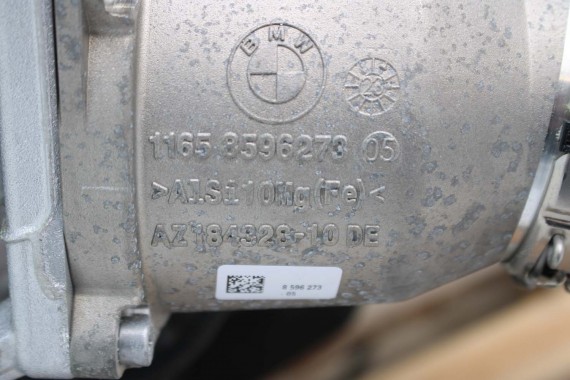 BMW
1165 8596273 05
>AlSi10Mg(Fe)<
AZ184928-10 DE
8 596 273
05